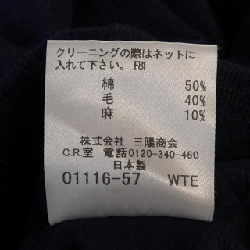 クリーニングの際はネットに
入れて下さい。 F81
綿 50%
毛 40%
麻 10%
株式会社 三陽商会
C.R.室 電話0120-340-460
日本製
01116-57 WTE